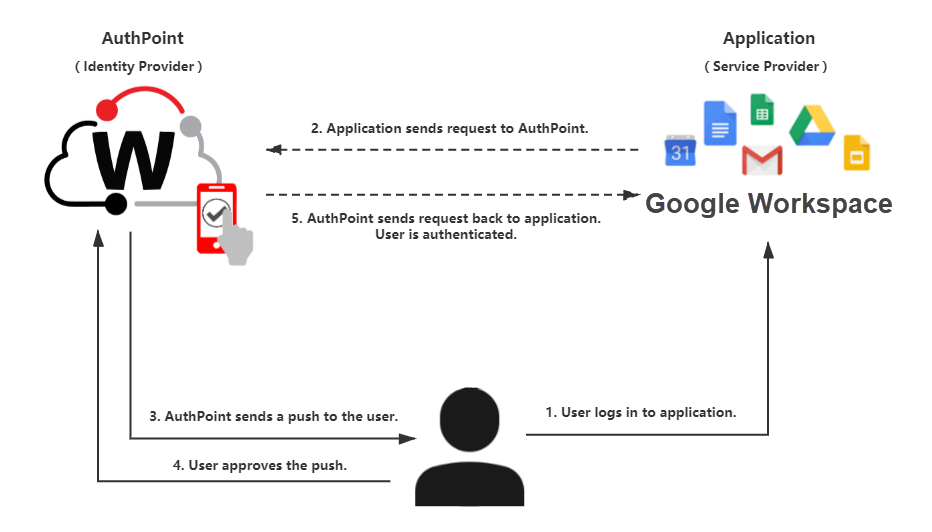 AuthPoint
( Identity Provider )
Application
( Service Provider )
W
31
2. Application sends request to AuthPoint.
Google Workspace
5. AuthPoint sends request back to application.
User is authenticated.
3. AuthPoint sends a push to the user.
1. User logs in to application.
4. User approves the push.